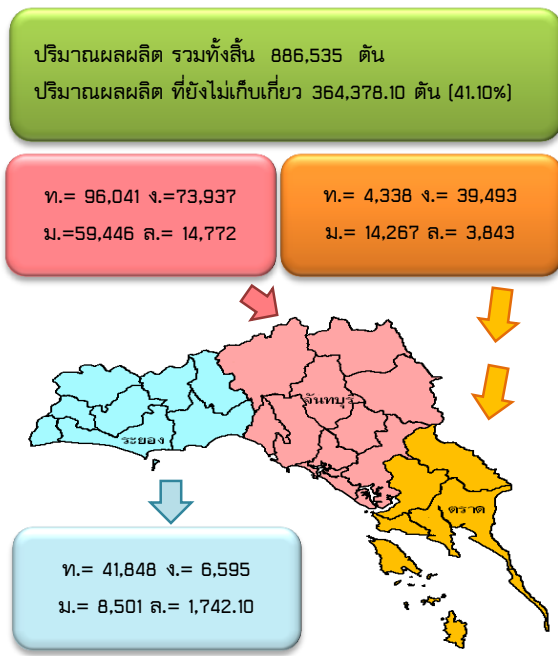 ปริมาณผลผลิต รวมทั้งสิ้น 886,535 ตัน
ปริมาณผลผลิต ที่ยังไม่เก็บเกี่ยว 364,378.10 ตัน (41.10%)
ท.= 96,041 ง.=73,937
ม.=59,446 ล.= 14,772
ท.= 4,338 ง.= 39,493
ม.= 14,267 ล.= 3,843
จันทบุรี
ระยอง
ตราด
ท.= 41,848 ง.= 6,595
ม.= 8,501 ล.= 1,742.10